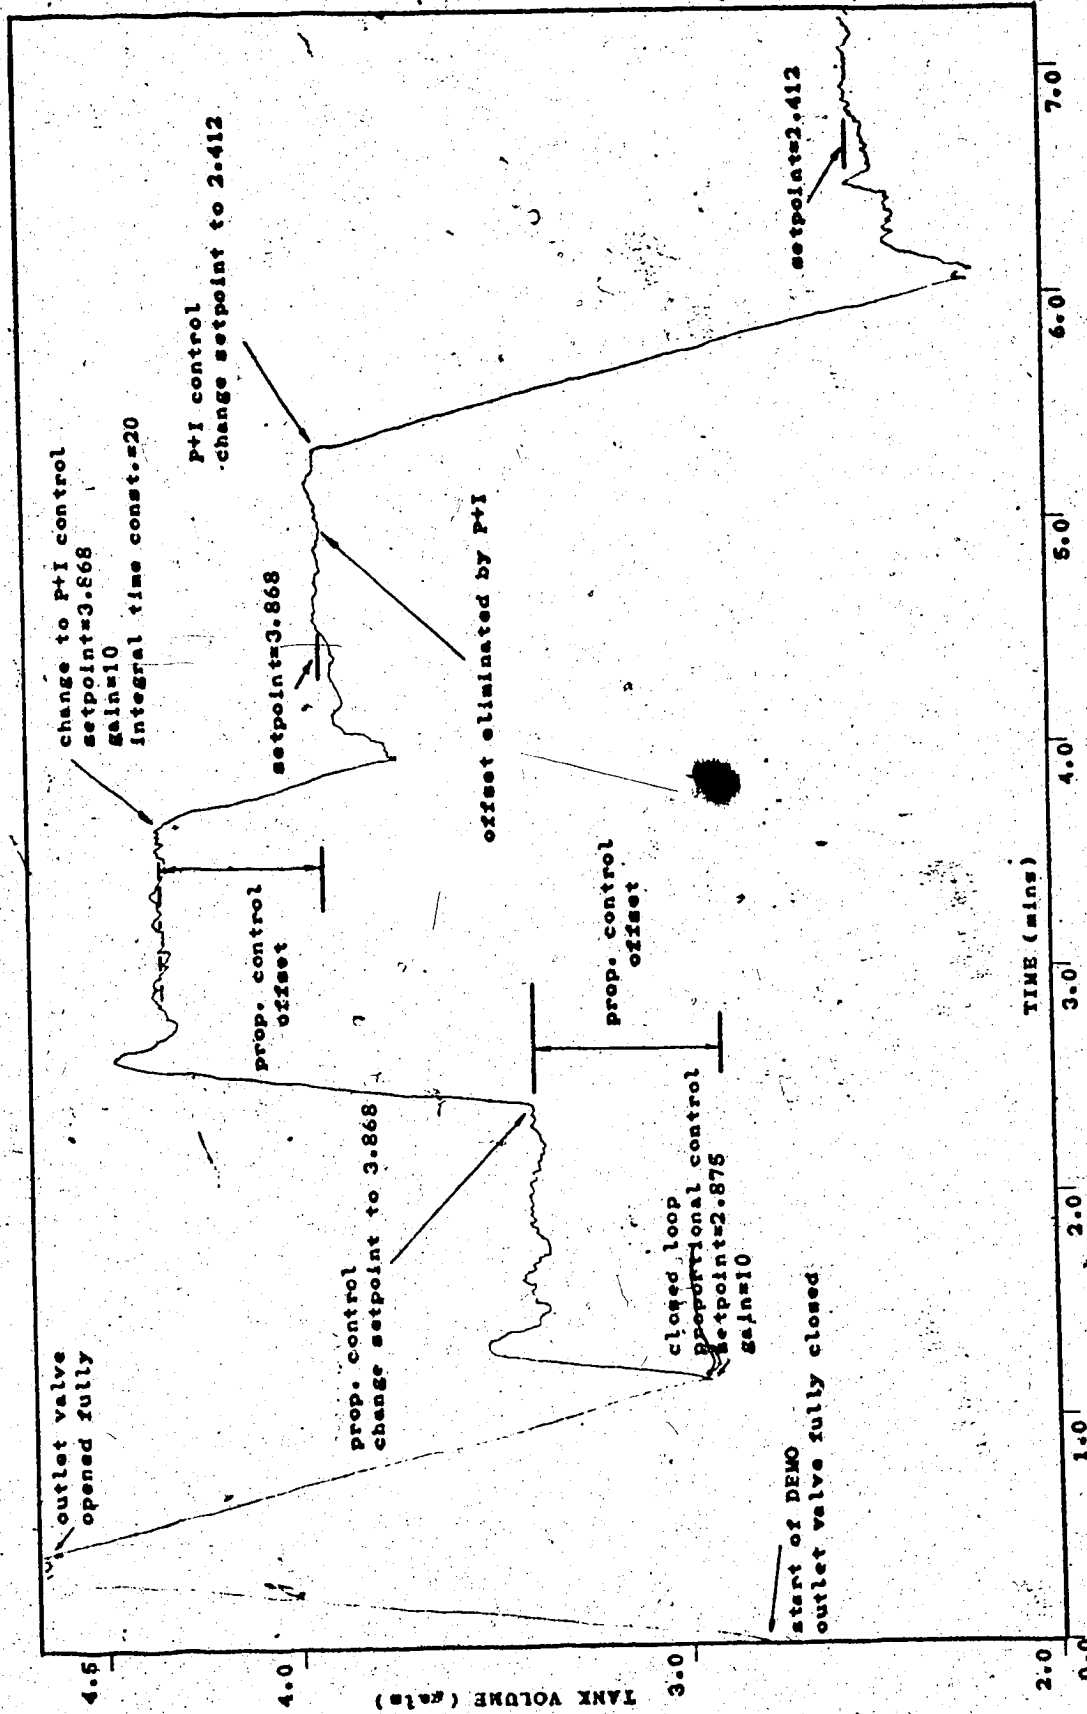 outlet valve
opened fully
change to P+I control
setpoint=3.868
gain=10
integral time const.=20
P+I control
change setpoint to 2.412
setpoint=3.868
prop. control
offset
prop. control
change setpoint to 3.868
offset eliminated by P+I
prop. control
offset
closed loop
proportional control
setpoint=2.875
gain=10
setpoint=2.412
start of DEMO
outlet valve fully closed
TANK VOLUME (gals)
4.5
4.0
3.0
2.0
0.0
1.0
2.0
3.0
4.0
5.0
6.0
7.0
TIME (mins)